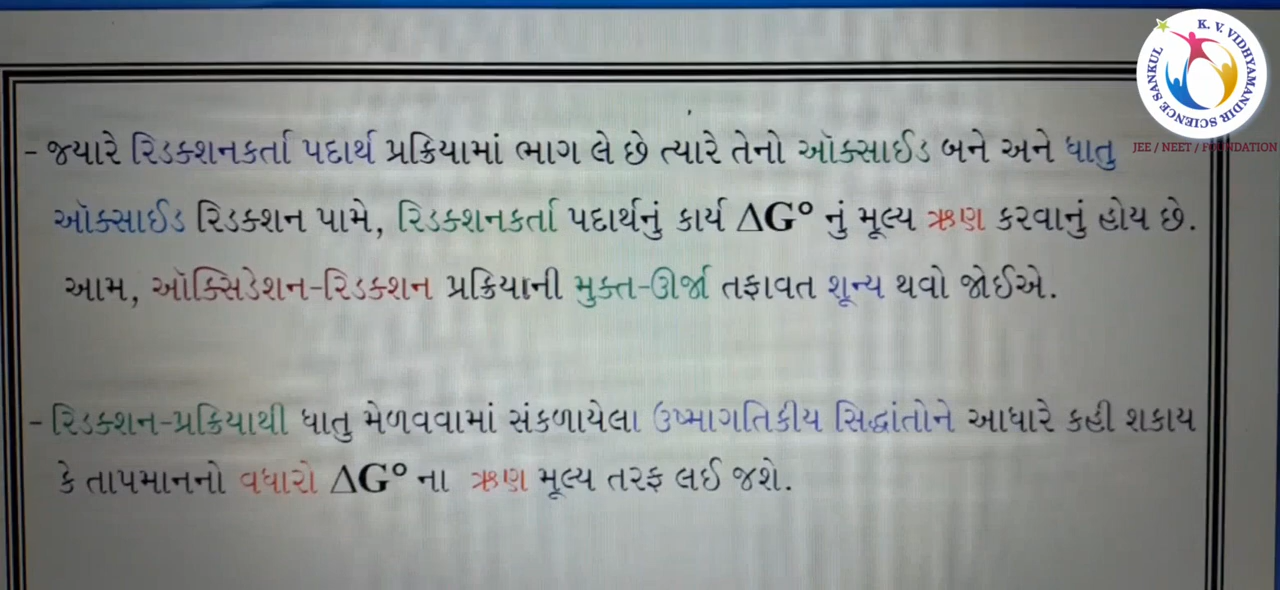 K. V. VIDHYAMANDIR SCIENCE SANKUL
JEE / NEET / FOUNDATION
- જ્યારે રિડક્શનકર્તા પદાર્થ પ્રક્રિયામાં ભાગ લે છે ત્યારે તેનો ઑક્સાઈડ બને અને ધાતુ
ઑક્સાઈડ રિડક્શન પામે, રિડક્શનકર્તા પદાર્થનું કાર્ય ΔG° નું મૂલ્ય ઋણ કરવાનું હોય છે.
આમ, ઑક્સિડેશન-રિડક્શન પ્રક્રિયાની મુક્ત-ઊર્જા તફાવત શૂન્ય થવો જોઈએ.
- રિડક્શન-પ્રક્રિયાથી ધાતુ મેળવવામાં સંકળાયેલા ઉષ્માગતિકીય સિદ્ધાંતોને આધારે કહી શકાય
કે તાપમાનનો વધારો ΔG° ના ઋણ મૂલ્ય તરફ લઈ જશે.